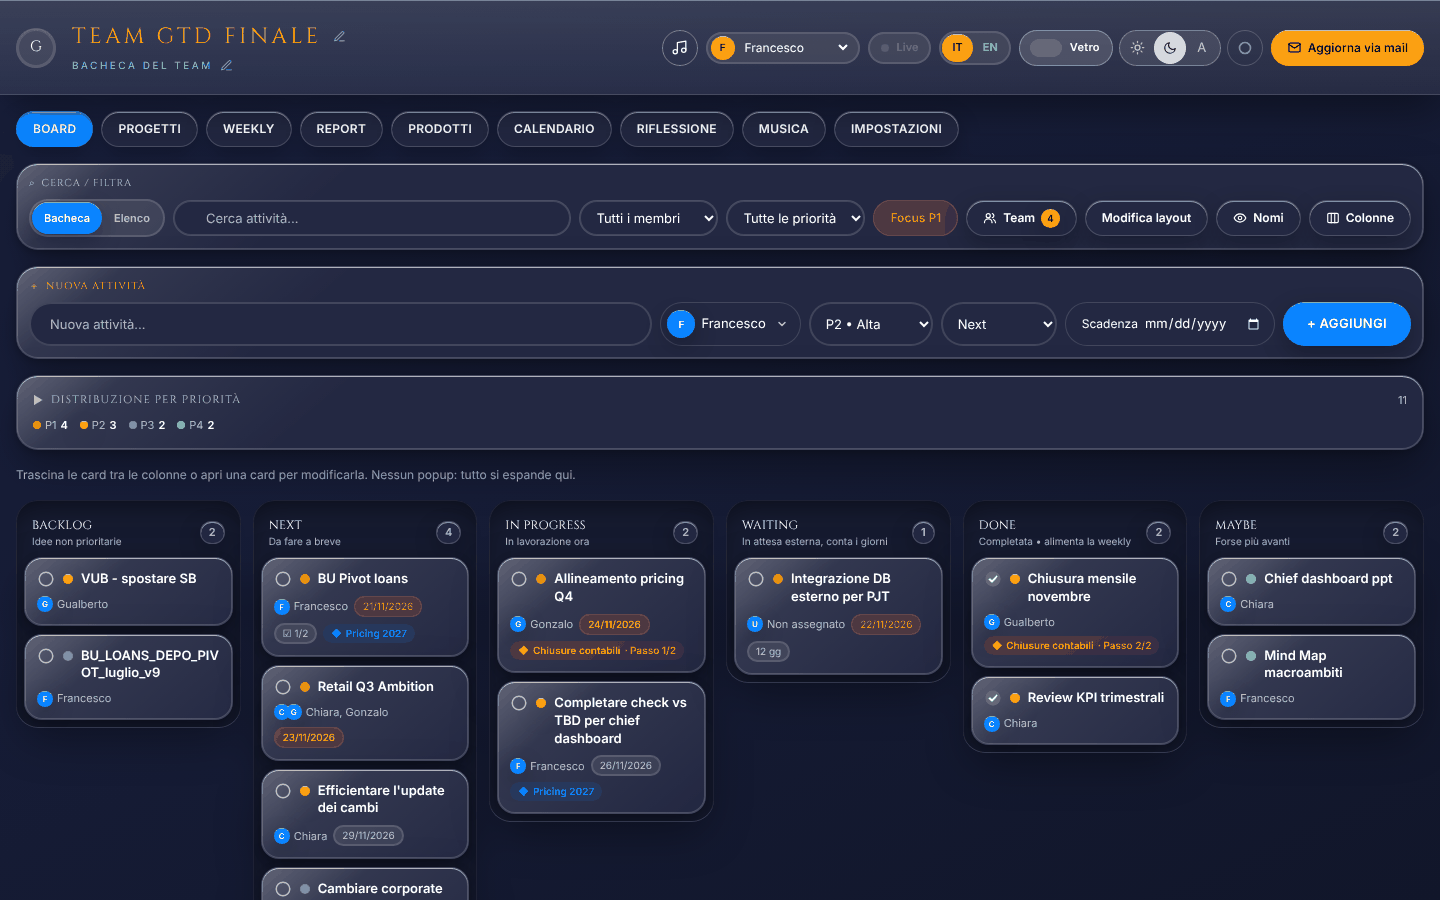 G
TEAM GTD FINALE
BACHECA DEL TEAM
F Francesco
Live
IT EN
Vetro
A
Aggiorna via mail
BOARD PROGETTI WEEKLY REPORT PRODOTTI CALENDARIO RIFLESSIONE MUSICA IMPOSTAZIONI
CERCA / FILTRA
Bacheca Elenco
Cerca attività...
Tutti i membri
Tutte le priorità
Focus P1
Team 4
Modifica layout
Nomi
Colonne
+ NUOVA ATTIVITÀ
Nuova attività...
F Francesco
P2 • Alta
Next
Scadenza mm/dd/yyyy
+ AGGIUNGI
▶ DISTRIBUZIONE PER PRIORITÀ 11
P1 4 P2 3 P3 2 P4 2
Trascina le card tra le colonne o apri una card per modificarla. Nessun popup: tutto si espande qui.
BACKLOG 2
Idee non prioritarie
VUB - spostare SB
G Gualberto
BU_LOANS_DEPO_PIV
OT_luglio_v9
F Francesco
NEXT 4
Da fare a breve
BU Pivot loans
F Francesco 21/11/2026
☑ 1/2 ◆ Pricing 2027
Retail Q3 Ambition
C G Chiara, Gonzalo
23/11/2026
Efficientare l'update
dei cambi
C Chiara 29/11/2026
Cambiare corporate
IN PROGRESS 2
In lavorazione ora
Allineamento pricing
Q4
G Gonzalo 24/11/2026
◆ Chiusure contabili · Passo 1/2
Completare check vs
TBD per chief
dashboard
F Francesco 26/11/2026
◆ Pricing 2027
WAITING 1
In attesa esterna, conta i giorni
Integrazione DB
esterno per PJT
U Non assegnato 22/11/2026
12 gg
DONE 2
Completata • alimenta la weekly
Chiusura mensile
novembre
G Gualberto
◆ Chiusure contabili · Passo 2/2
Review KPI trimestrali
C Chiara
MAYBE 2
Forse più avanti
Chief dashboard ppt
C Chiara
Mind Map
macroambiti
F Francesco